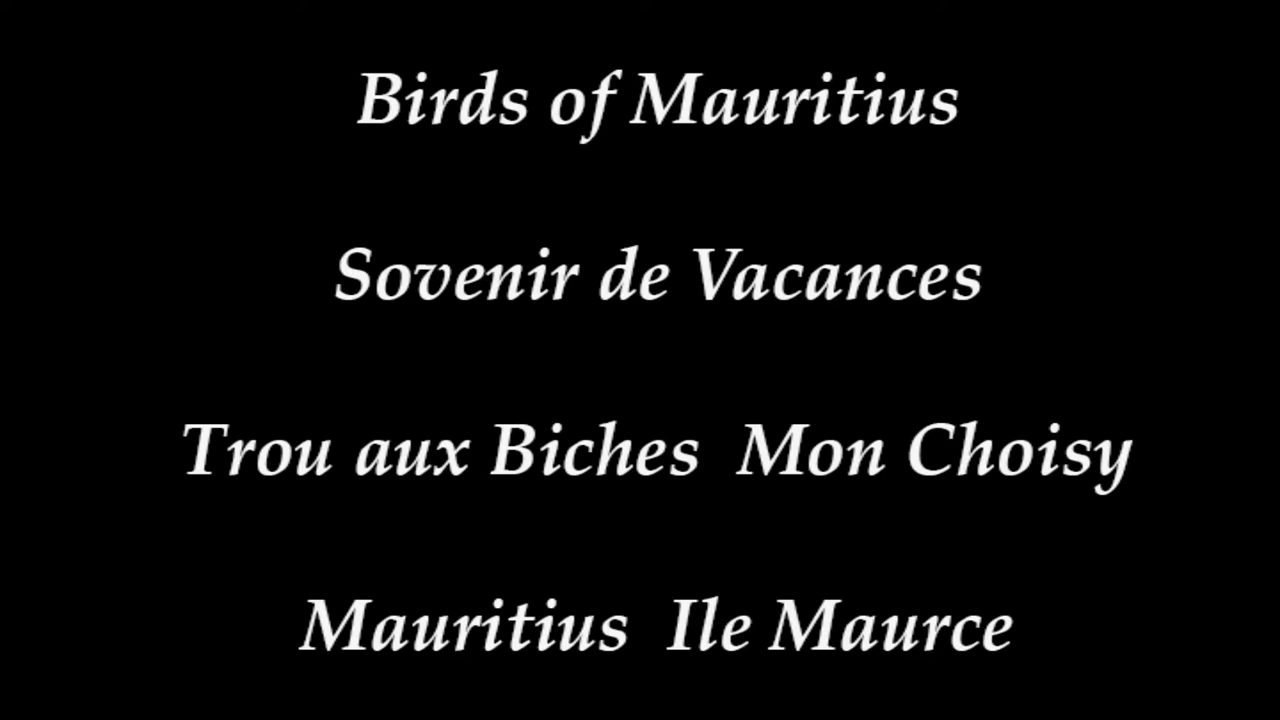 Birds of Mauritius
Sovenir de Vacances
Trou aux Biches  Mon Choisy
Mauritius  Ile Maurce